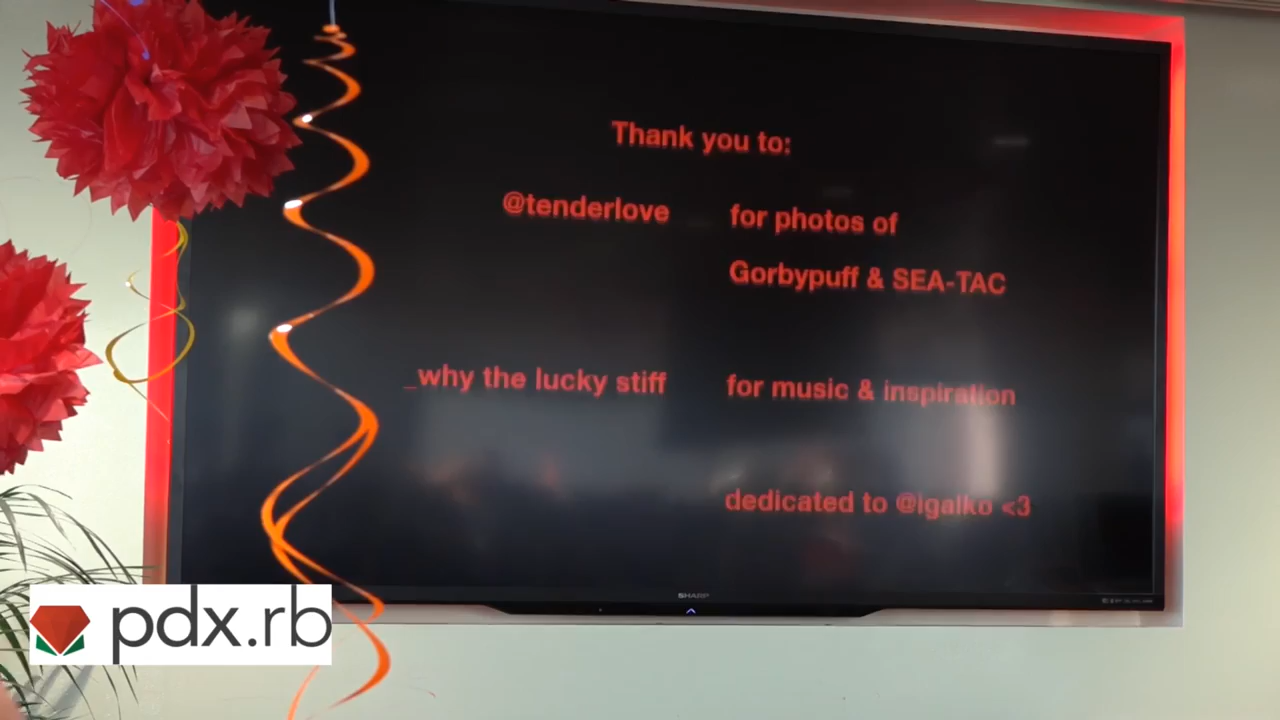 Thank you to:
@tenderlove for photos of
Gorbypuff & SEA-TAC
_why the lucky stiff for music & inspiration
dedicated to @igalko <3
SHARP
pdx.rb